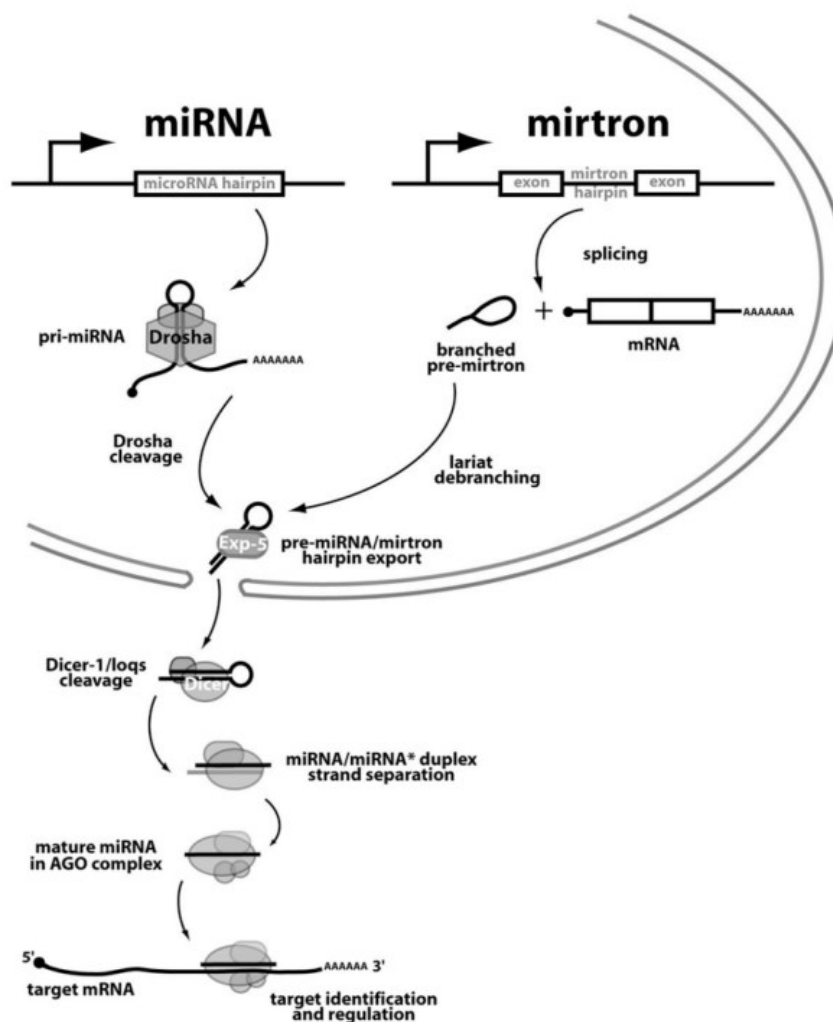 miRNA
mirtron
microRNA hairpin
exon
mirtron
hairpin
exon
splicing
pri-miRNA
Drosha
AAAAAAA
+
AAAAAAA
branched
pre-mirtron
mRNA
Drosha
cleavage
lariat
debranching
Exp-5
pre-miRNA/mirtron
hairpin export
Dicer-1/loqs
cleavage
Dicer
miRNA/miRNA* duplex
strand separation
mature miRNA
in AGO complex
5'
AAAAAA 3'
target mRNA
target identification
and regulation